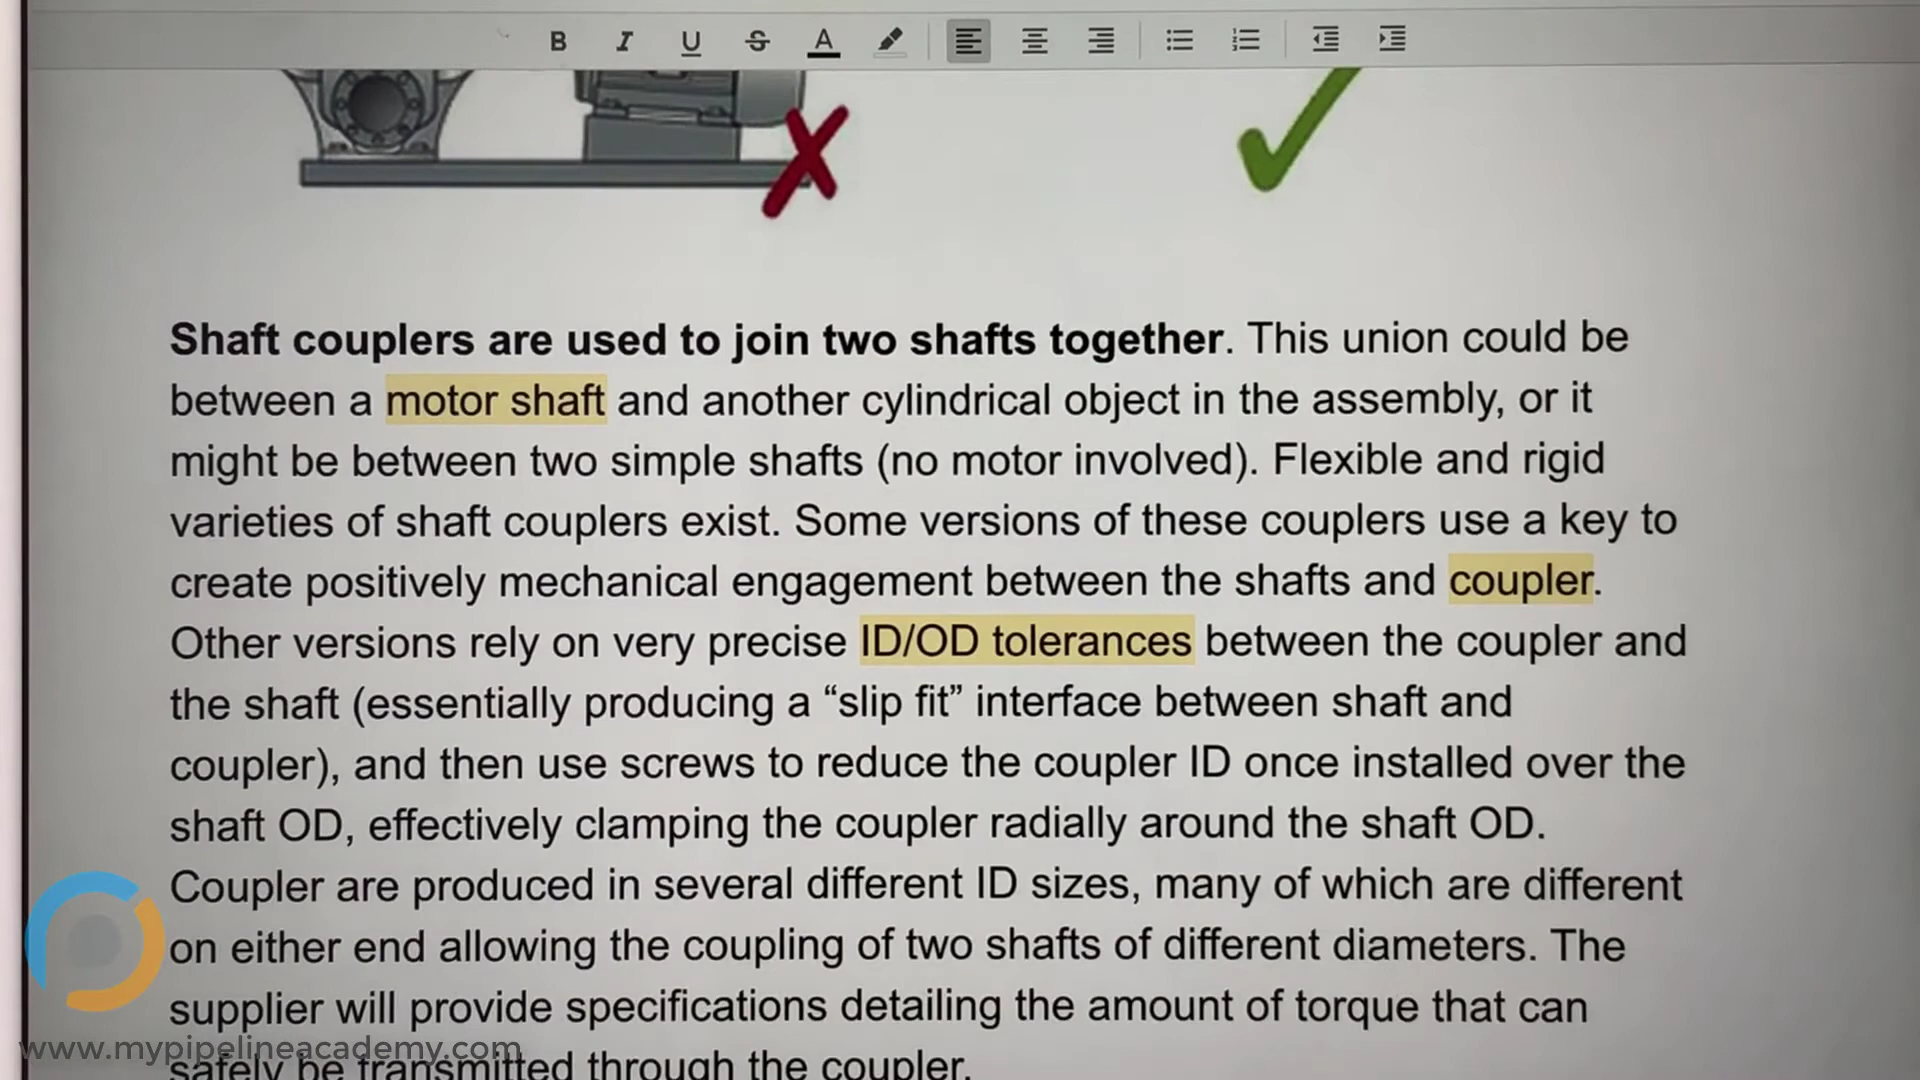 B I U S A
Shaft couplers are used to join two shafts together. This union could be
between a motor shaft and another cylindrical object in the assembly, or it
might be between two simple shafts (no motor involved). Flexible and rigid
varieties of shaft couplers exist. Some versions of these couplers use a key to
create positively mechanical engagement between the shafts and coupler.
Other versions rely on very precise ID/OD tolerances between the coupler and
the shaft (essentially producing a “slip fit” interface between shaft and
coupler), and then use screws to reduce the coupler ID once installed over the
shaft OD, effectively clamping the coupler radially around the shaft OD.
Coupler are produced in several different ID sizes, many of which are different
on either end allowing the coupling of two shafts of different diameters. The
supplier will provide specifications detailing the amount of torque that can
safely be transmitted through the coupler.
www.mypipelineacademy.com